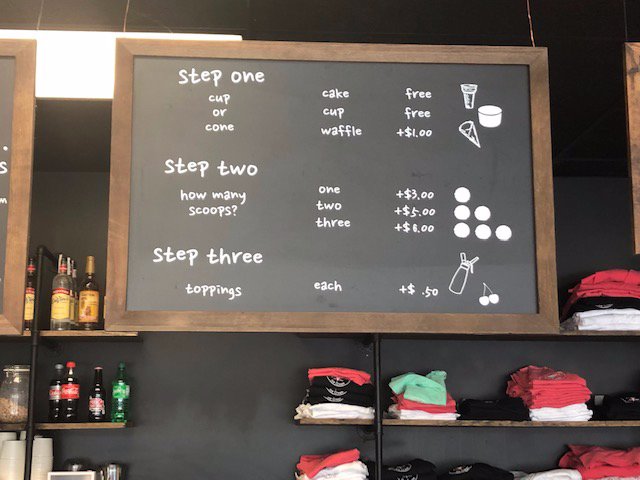 Step one
cup cake free
or cup free
cone waffle +$1.00
Step two
how many one +$3.00
scoops? two +$5.00
three +$6.00
Step three
toppings each +$ .50